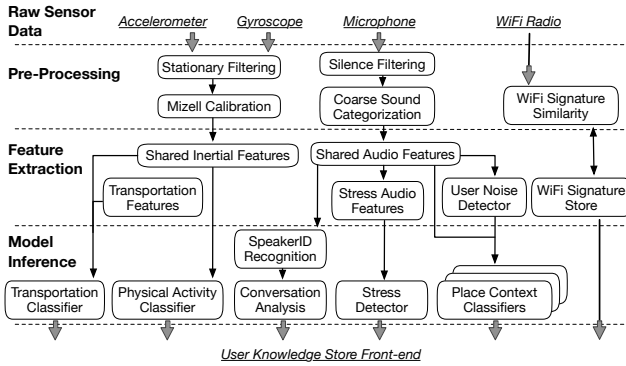 Raw Sensor
Data
Accelerometer
Gyroscope
Microphone
WiFi Radio
Pre-Processing
Stationary Filtering
Silence Filtering
Mizell Calibration
Coarse Sound
Categorization
WiFi Signature
Similarity
Feature
Extraction
Shared Inertial Features
Shared Audio Features
Transportation
Features
Stress Audio
Features
User Noise
Detector
WiFi Signature
Store
Model
Inference
SpeakerID
Recognition
Transportation
Classifier
Physical Activity
Classifier
Conversation
Analysis
Stress
Detector
Place Context
Classifiers
User Knowledge Store Front-end